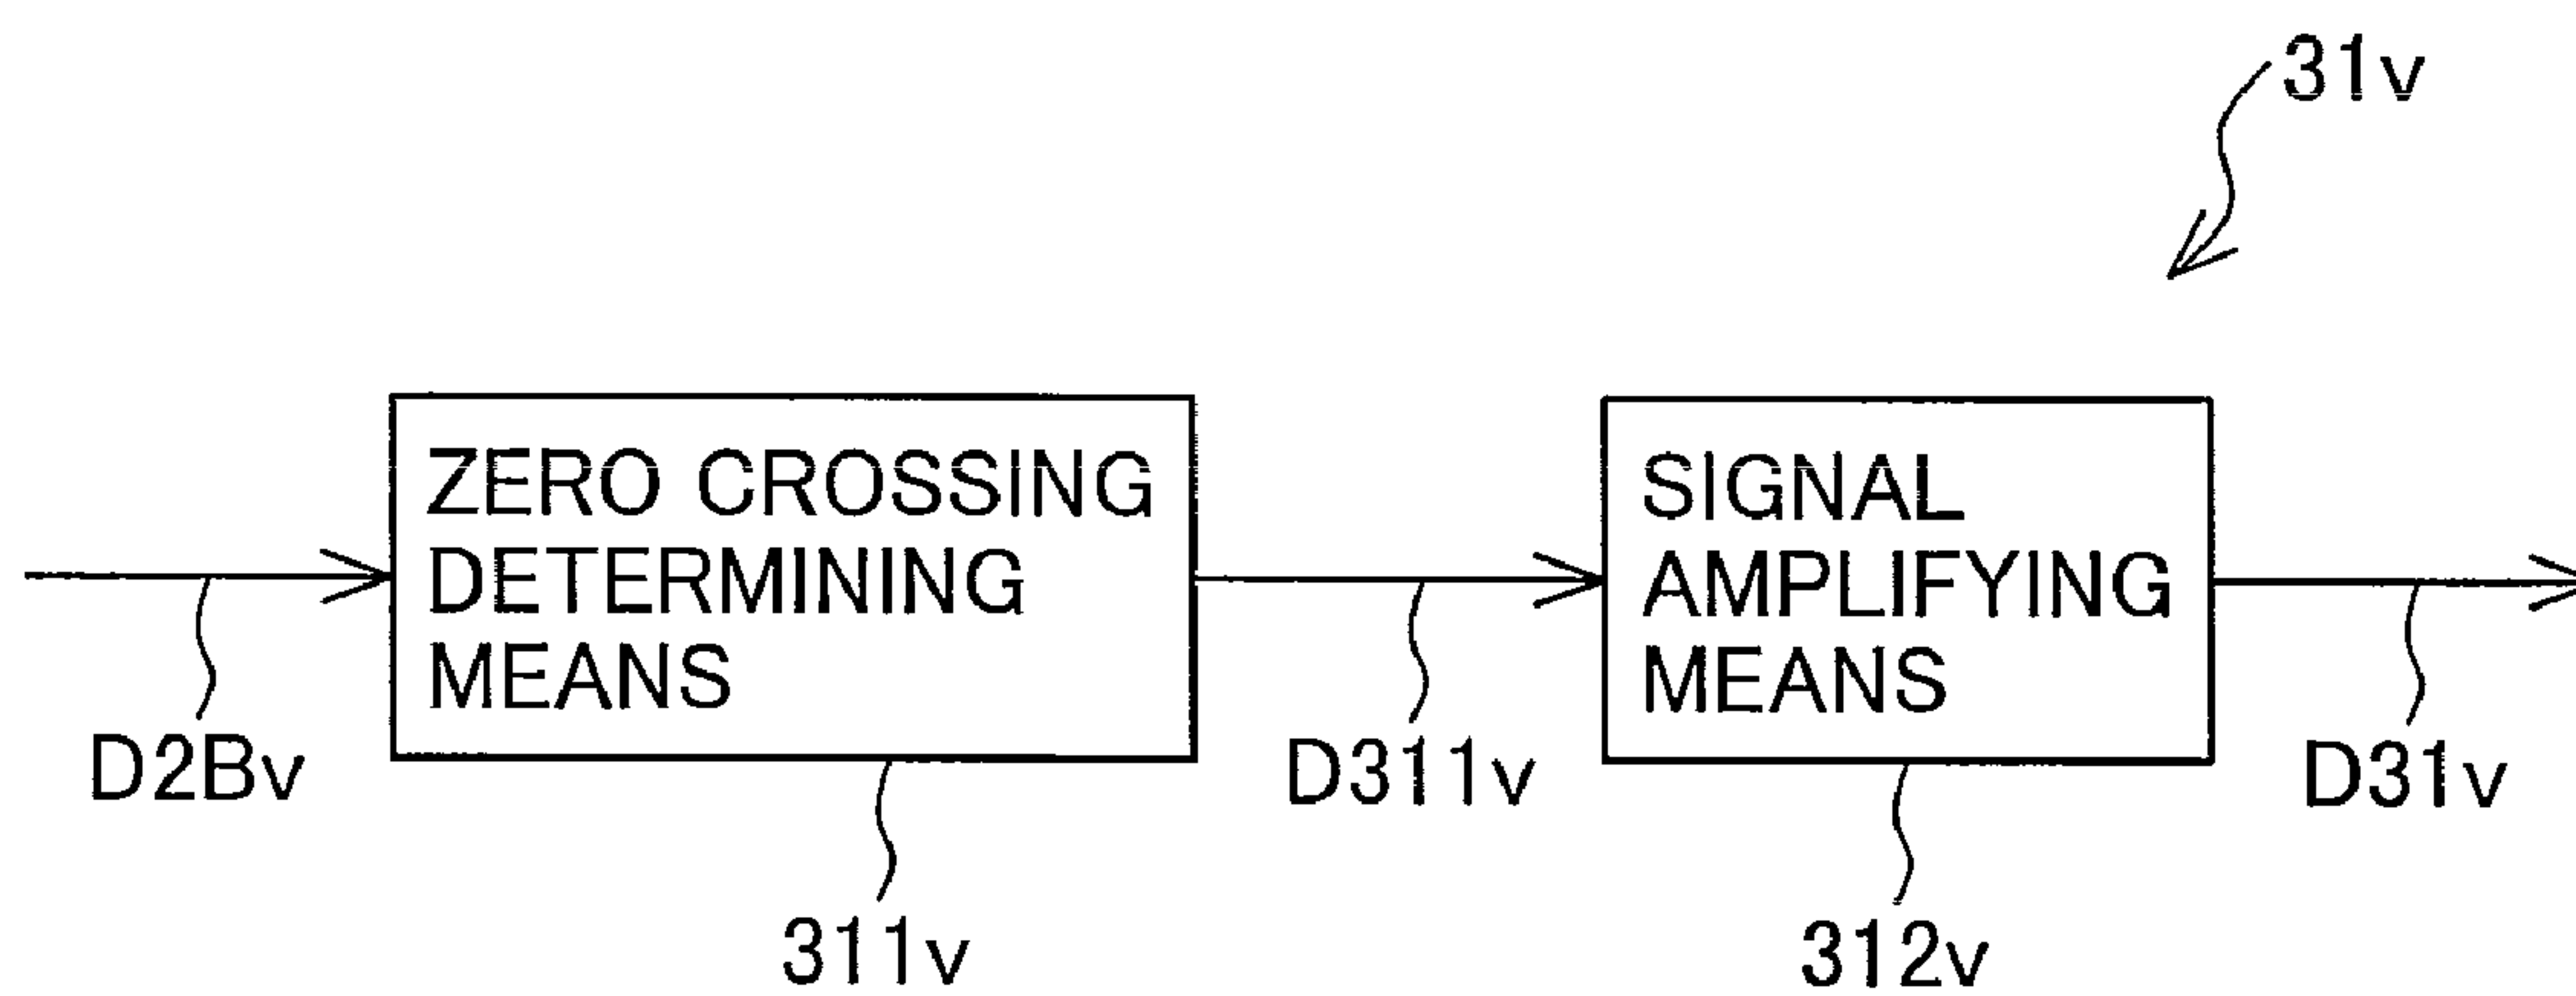 31v
ZERO CROSSING
DETERMINING
MEANS
SIGNAL
AMPLIFYING
MEANS
D2Bv
D311v
D31v
311v
312v